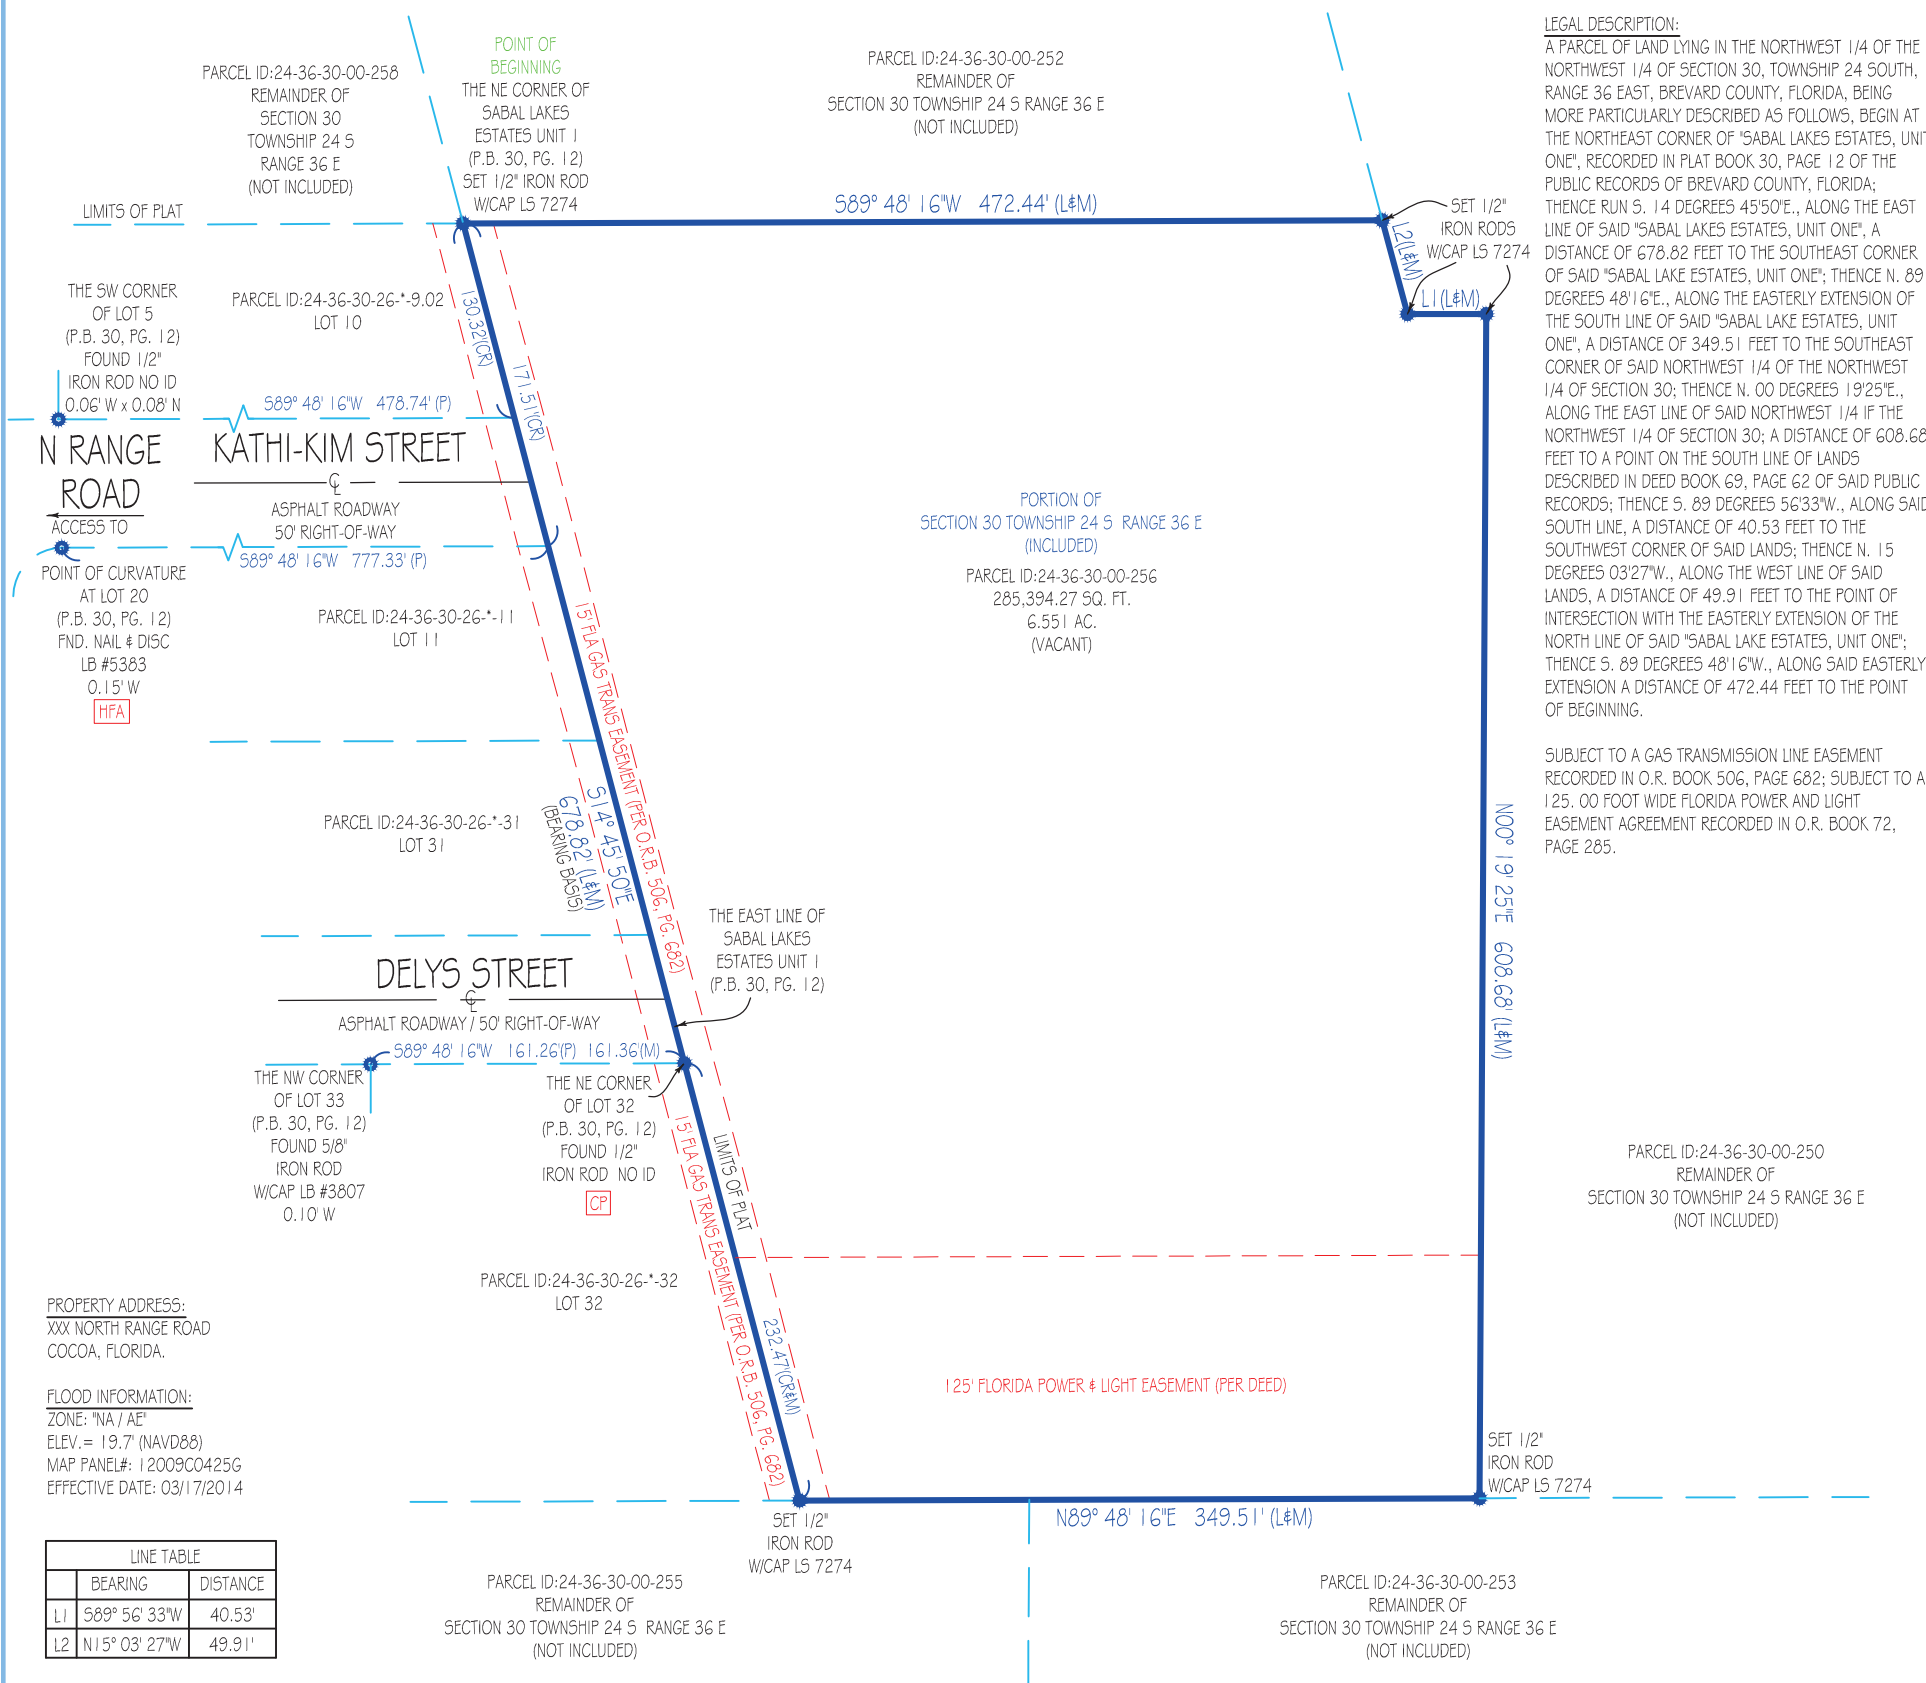 PARCEL ID:24-36-30-00-258
REMAINDER OF
SECTION 30
TOWNSHIP 24 S
RANGE 36 E
(NOT INCLUDED)
POINT OF
BEGINNING
THE NE CORNER OF
SABAL LAKES
ESTATES UNIT 1
(P.B. 30, PG. 12)
SET 1/2" IRON ROD
W/CAP LS 7274
PARCEL ID:24-36-30-00-252
REMAINDER OF
SECTION 30 TOWNSHIP 24 S RANGE 36 E
(NOT INCLUDED)
LIMITS OF PLAT
S89° 48' 16"W 472.44' (L&M)
SET 1/2"
IRON RODS
W/CAP LS 7274
L2(L&M)
L1(L&M)
THE SW CORNER
OF LOT 5
(P.B. 30, PG. 12)
FOUND 1/2"
IRON ROD NO ID
0.06' W x 0.08' N
PARCEL ID:24-36-30-26-*-9.02
LOT 10
130.32'(CR)
171.51'(CR)
S89° 48' 16"W 478.74' (P)
N RANGE
ROAD
ACCESS TO
KATHI-KIM STREET
CL
ASPHALT ROADWAY
50' RIGHT-OF-WAY
S89° 48' 16"W 777.33' (P)
POINT OF CURVATURE
AT LOT 20
(P.B. 30, PG. 12)
FND. NAIL & DISC
LB #5383
0.15' W
HFA
PARCEL ID:24-36-30-26-*-11
LOT 11
PORTION OF
SECTION 30 TOWNSHIP 24 S RANGE 36 E
(INCLUDED)
PARCEL ID:24-36-30-00-256
285,394.27 SQ. FT.
6.551 AC.
(VACANT)
15' FLA GAS TRANS EASEMENT (PER O.R.B. 506, PG. 682)
S14° 45' 50"E
678.82' (L&M)
(BEARING BASIS)
PARCEL ID:24-36-30-26-*-31
LOT 31
N00° 19' 25"E 608.68' (L&M)
THE EAST LINE OF
SABAL LAKES
ESTATES UNIT 1
(P.B. 30, PG. 12)
DELYS STREET
CL
ASPHALT ROADWAY / 50' RIGHT-OF-WAY
S89° 48' 16"W 161.26'(P) 161.36'(M)
THE NW CORNER
OF LOT 33
(P.B. 30, PG. 12)
FOUND 5/8"
IRON ROD
W/CAP LB #3807
0.10' W
THE NE CORNER
OF LOT 32
(P.B. 30, PG. 12)
FOUND 1/2"
IRON ROD NO ID
CP
LIMITS OF PLAT
15' FLA GAS TRANS EASEMENT (PER O.R.B. 506, PG. 682)
232.47'(CR&M)
PARCEL ID:24-36-30-26-*-32
LOT 32
125' FLORIDA POWER & LIGHT EASEMENT (PER DEED)
PARCEL ID:24-36-30-00-250
REMAINDER OF
SECTION 30 TOWNSHIP 24 S RANGE 36 E
(NOT INCLUDED)
SET 1/2"
IRON ROD
W/CAP LS 7274
SET 1/2"
IRON ROD
W/CAP LS 7274
N89° 48' 16"E 349.51' (L&M)
PARCEL ID:24-36-30-00-255
REMAINDER OF
SECTION 30 TOWNSHIP 24 S RANGE 36 E
(NOT INCLUDED)
PARCEL ID:24-36-30-00-253
REMAINDER OF
SECTION 30 TOWNSHIP 24 S RANGE 36 E
(NOT INCLUDED)
PROPERTY ADDRESS:
XXX NORTH RANGE ROAD
COCOA, FLORIDA.
FLOOD INFORMATION:
ZONE: "NA / AE"
ELEV.= 19.7' (NAVD88)
MAP PANEL#: 12009C0425G
EFFECTIVE DATE: 03/17/2014
LINE TABLE
BEARING DISTANCE
L1 S89° 56' 33"W 40.53'
L2 N15° 03' 27"W 49.91'
LEGAL DESCRIPTION:
A PARCEL OF LAND LYING IN THE NORTHWEST 1/4 OF THE
NORTHWEST 1/4 OF SECTION 30, TOWNSHIP 24 SOUTH,
RANGE 36 EAST, BREVARD COUNTY, FLORIDA, BEING
MORE PARTICULARLY DESCRIBED AS FOLLOWS, BEGIN AT
THE NORTHEAST CORNER OF "SABAL LAKES ESTATES, UNIT
ONE", RECORDED IN PLAT BOOK 30, PAGE 12 OF THE
PUBLIC RECORDS OF BREVARD COUNTY, FLORIDA;
THENCE RUN S. 14 DEGREES 45'50"E., ALONG THE EAST
LINE OF SAID "SABAL LAKES ESTATES, UNIT ONE", A
DISTANCE OF 678.82 FEET TO THE SOUTHEAST CORNER
OF SAID "SABAL LAKE ESTATES, UNIT ONE"; THENCE N. 89
DEGREES 48'16"E., ALONG THE EASTERLY EXTENSION OF
THE SOUTH LINE OF SAID "SABAL LAKE ESTATES, UNIT
ONE", A DISTANCE OF 349.51 FEET TO THE SOUTHEAST
CORNER OF SAID NORTHWEST 1/4 OF THE NORTHWEST
1/4 OF SECTION 30; THENCE N. 00 DEGREES 19'25"E.,
ALONG THE EAST LINE OF SAID NORTHWEST 1/4 IF THE
NORTHWEST 1/4 OF SECTION 30; A DISTANCE OF 608.68
FEET TO A POINT ON THE SOUTH LINE OF LANDS
DESCRIBED IN DEED BOOK 69, PAGE 62 OF SAID PUBLIC
RECORDS; THENCE S. 89 DEGREES 56'33"W., ALONG SAID
SOUTH LINE, A DISTANCE OF 40.53 FEET TO THE
SOUTHWEST CORNER OF SAID LANDS; THENCE N. 15
DEGREES 03'27"W., ALONG THE WEST LINE OF SAID
LANDS, A DISTANCE OF 49.91 FEET TO THE POINT OF
INTERSECTION WITH THE EASTERLY EXTENSION OF THE
NORTH LINE OF SAID "SABAL LAKE ESTATES, UNIT ONE";
THENCE S. 89 DEGREES 48'16"W., ALONG SAID EASTERLY
EXTENSION A DISTANCE OF 472.44 FEET TO THE POINT
OF BEGINNING.
SUBJECT TO A GAS TRANSMISSION LINE EASEMENT
RECORDED IN O.R. BOOK 506, PAGE 682; SUBJECT TO A
125. 00 FOOT WIDE FLORIDA POWER AND LIGHT
EASEMENT AGREEMENT RECORDED IN O.R. BOOK 72,
PAGE 285.